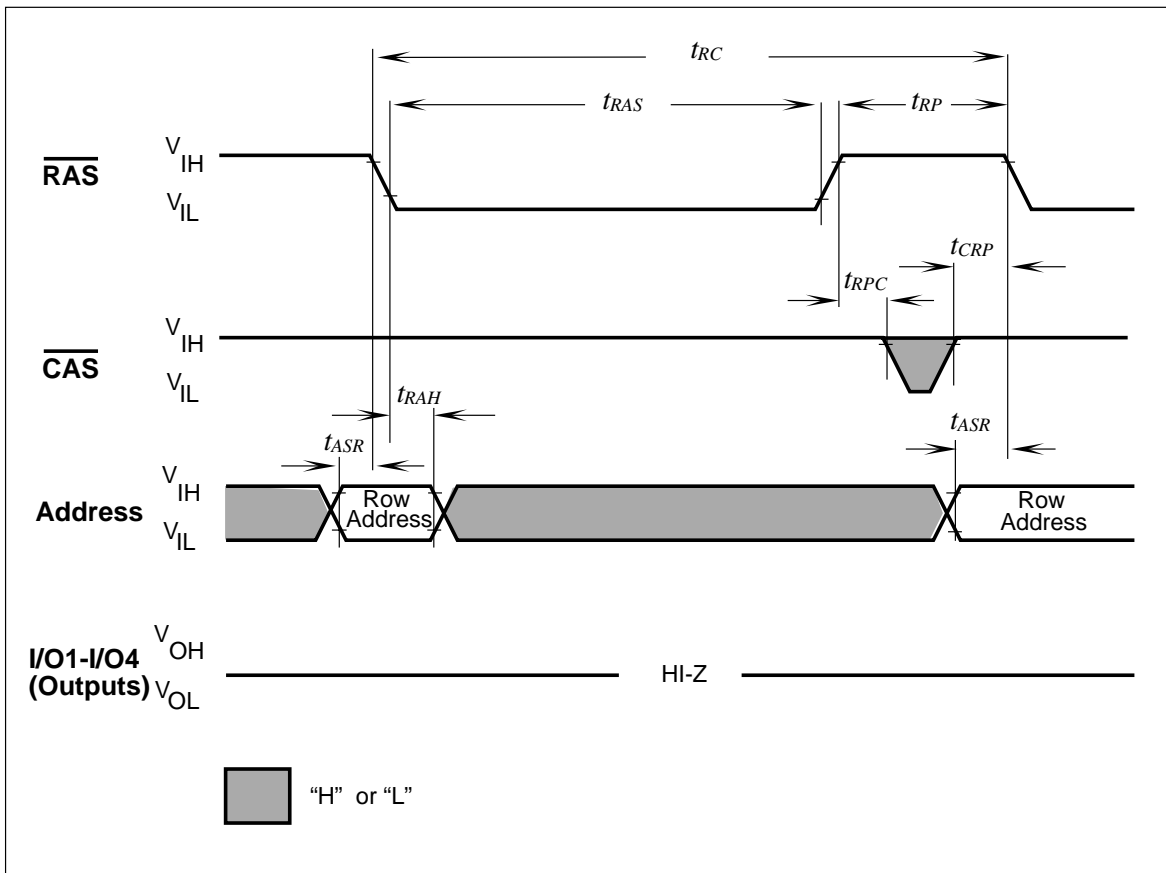 tRC
tRAS
tRP
RAS
VIH
VIL
tCRP
tRPC
CAS
VIH
VIL
tRAH
tASR
tASR
Address
VIH
VIL
Row
Address
Row
Address
I/O1-I/O4
(Outputs)
VOH
VOL
HI-Z
“H” or “L”